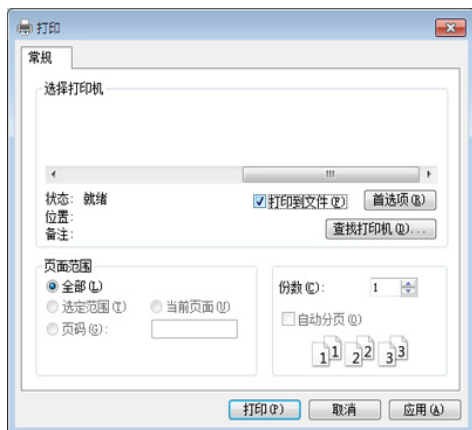 打印
常规
选择打印机
状态: 就绪
打印到文件(F) 首选项(R)
位置:
备注:
查找打印机(D)...
页面范围
全部(L)
选定范围(T) 当前页面(U)
页码(G):
份数(C): 1
自动分页(O)
1 1 2 2 3 3
打印(P) 取消 应用(A)